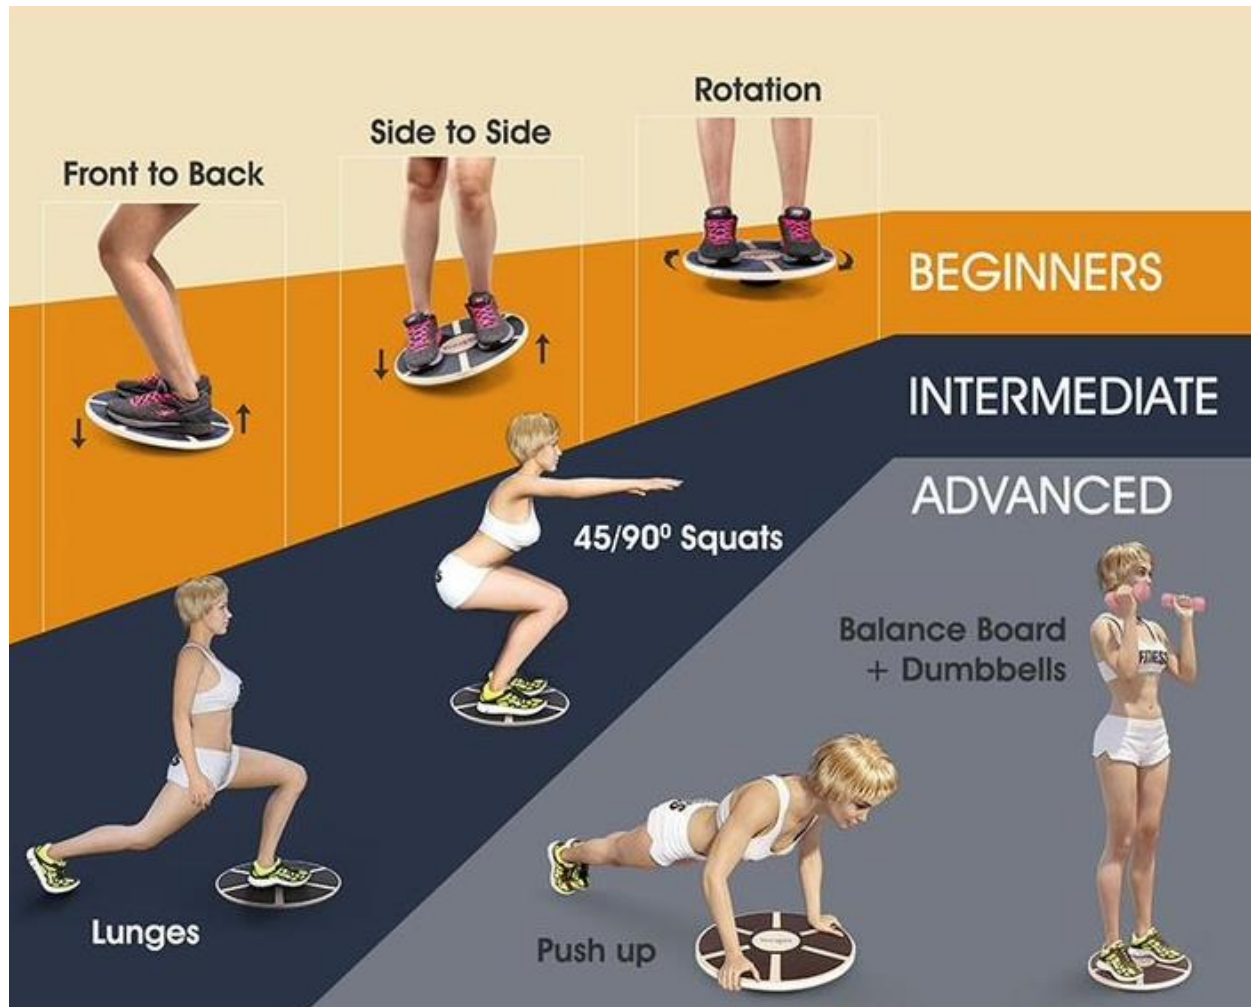 Front to Back
Side to Side
Rotation
BEGINNERS
INTERMEDIATE
ADVANCED
45/90⁰ Squats
Lunges
Balance Board
+ Dumbbells
FITNESS
Push up